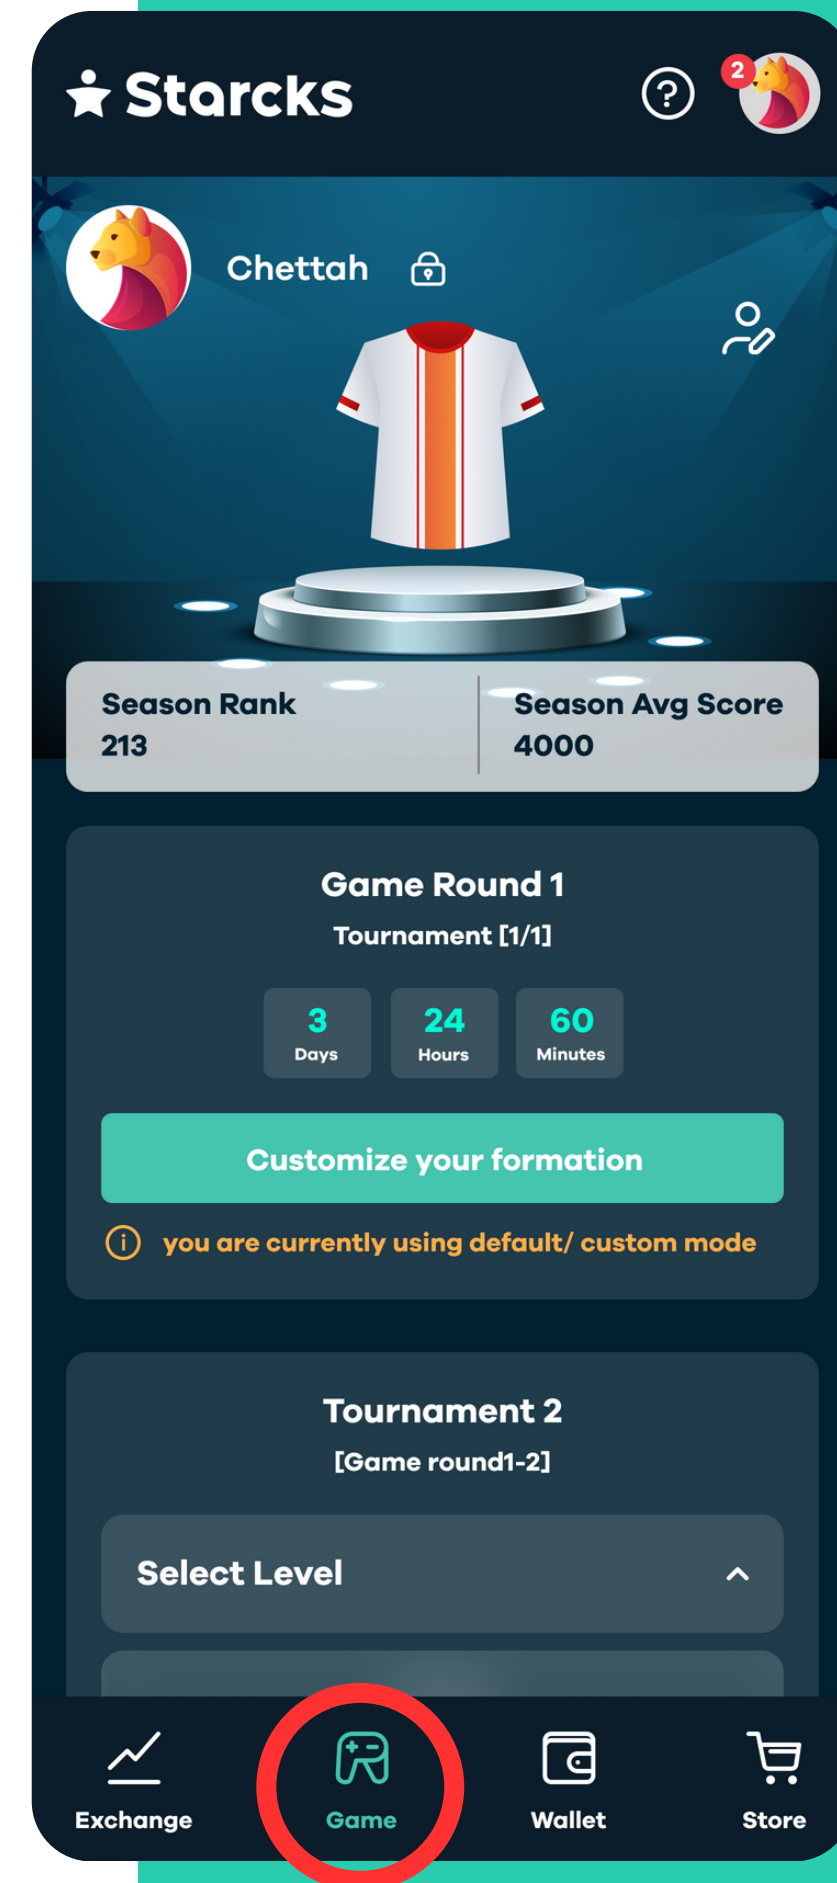 Starcks
2
Chettah
Season Rank
213
Season Avg Score
4000
Game Round 1
Tournament [1/1]
3
Days
24
Hours
60
Minutes
Customize your formation
you are currently using default/ custom mode
Tournament 2
[Game round1-2]
Select Level
Exchange
Game
Wallet
Store